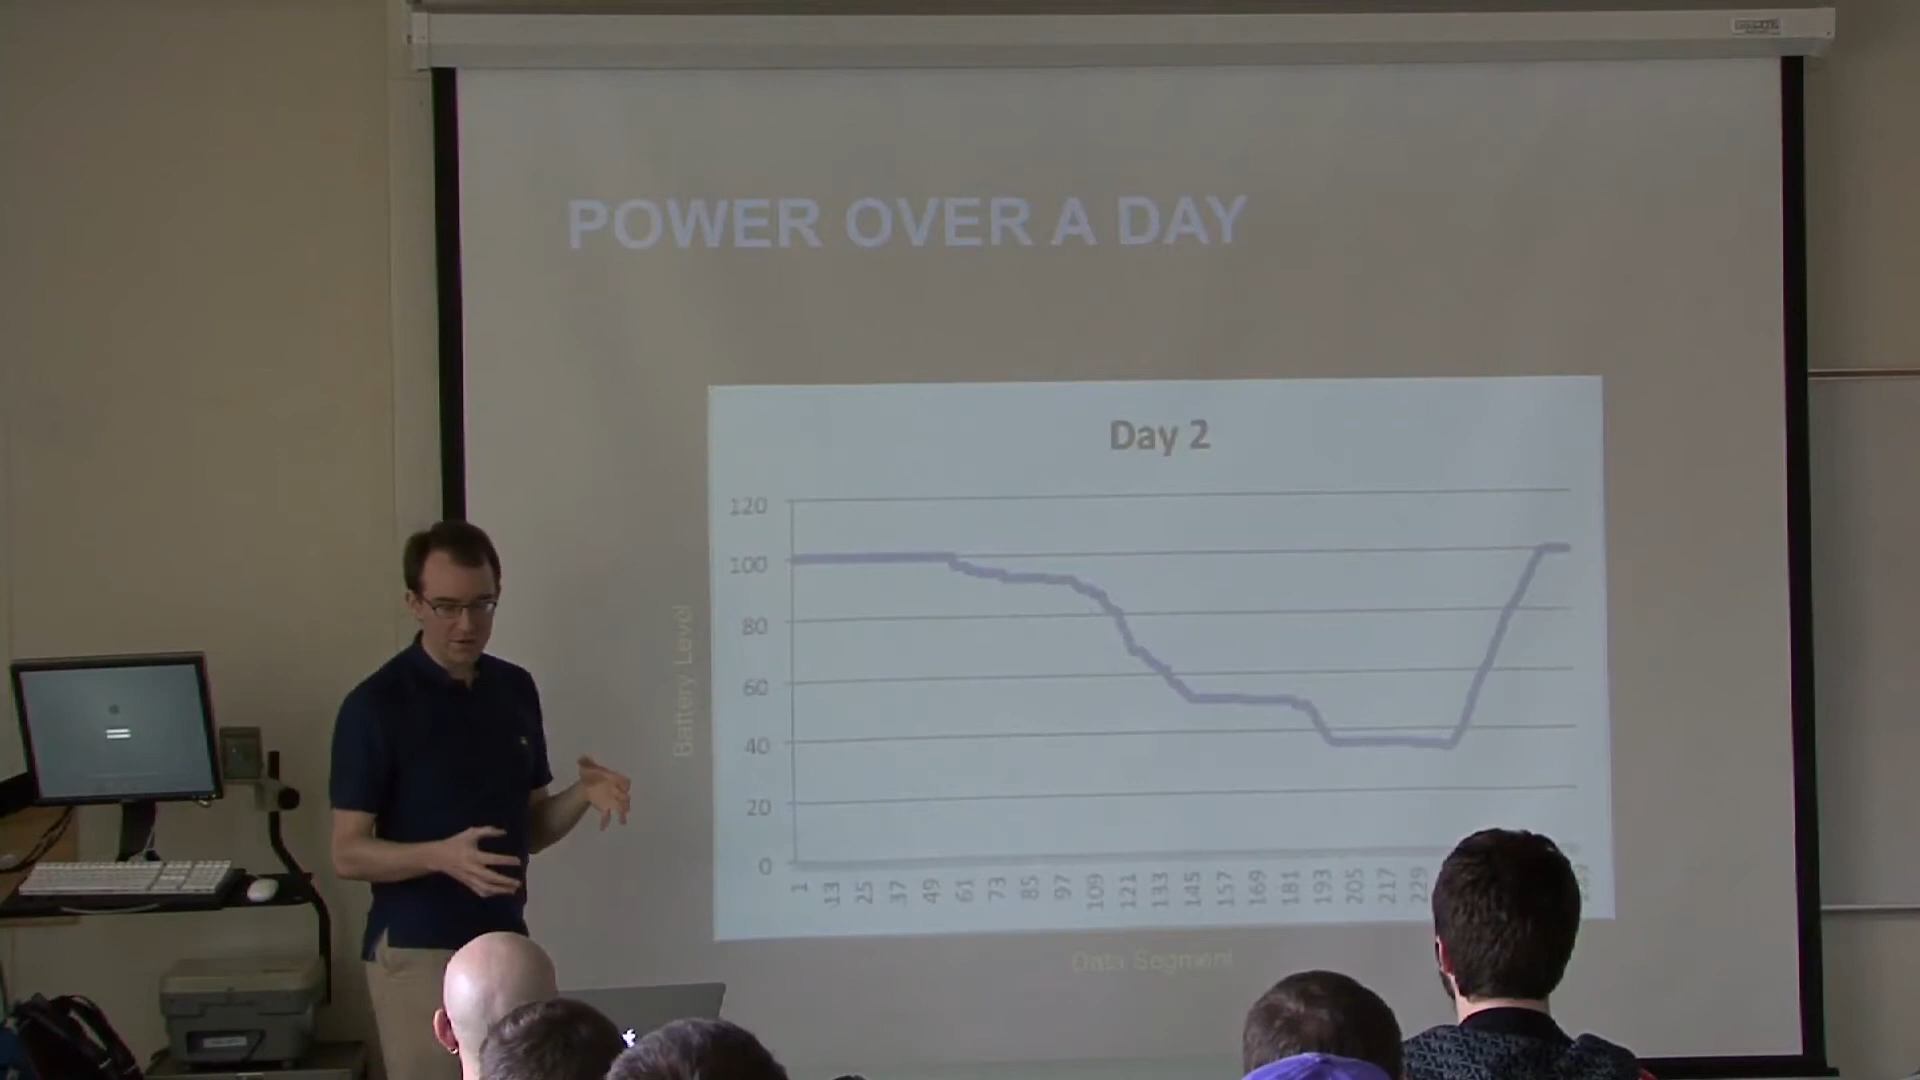 POWER OVER A DAY
Day 2
120
100
80
60
40
20
0
Battery Level
1 13 25 37 49 61 73 85 97 109 121 133 145 157 169 181 193 205 217 229
Data Segment